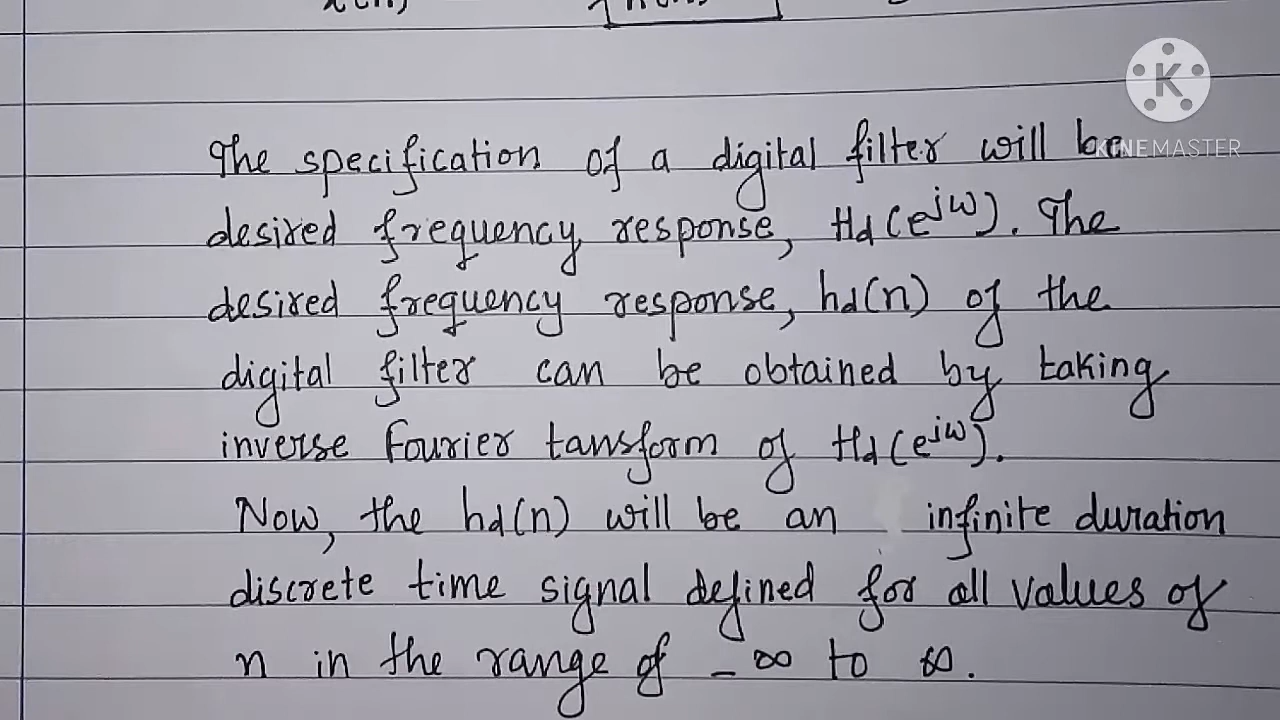 x(n)
The specification of a digital filter will be
KINEMASTER
desired frequency response, Hd(e^jω). The
desired frequency response, hd(n) of the
digital filter can be obtained by taking
inverse Fourier tansform of Hd(e^jω).
Now, the hd(n) will be an infinite duration
discrete time signal defined for all values of
n in the range of -∞ to ∞.